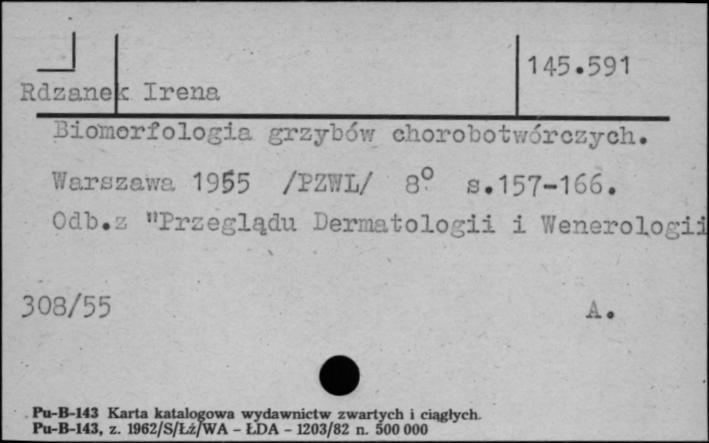 145.591
Rdzanek Irena
Biomorfologia grzybów chorobotwórczych.
Warszawa 1955 /PZWL/ 8° s.157-166.
Odb.z "Przeglądu Dermatologii i Wenerologii
308/55 A.
Pu-B-143 Karta katalogowa wydawnictw zwartych i ciągłych.
Pu-B-143, z. 1962/S/Łż/WA - ŁDA - 1203/82 n. 500 000